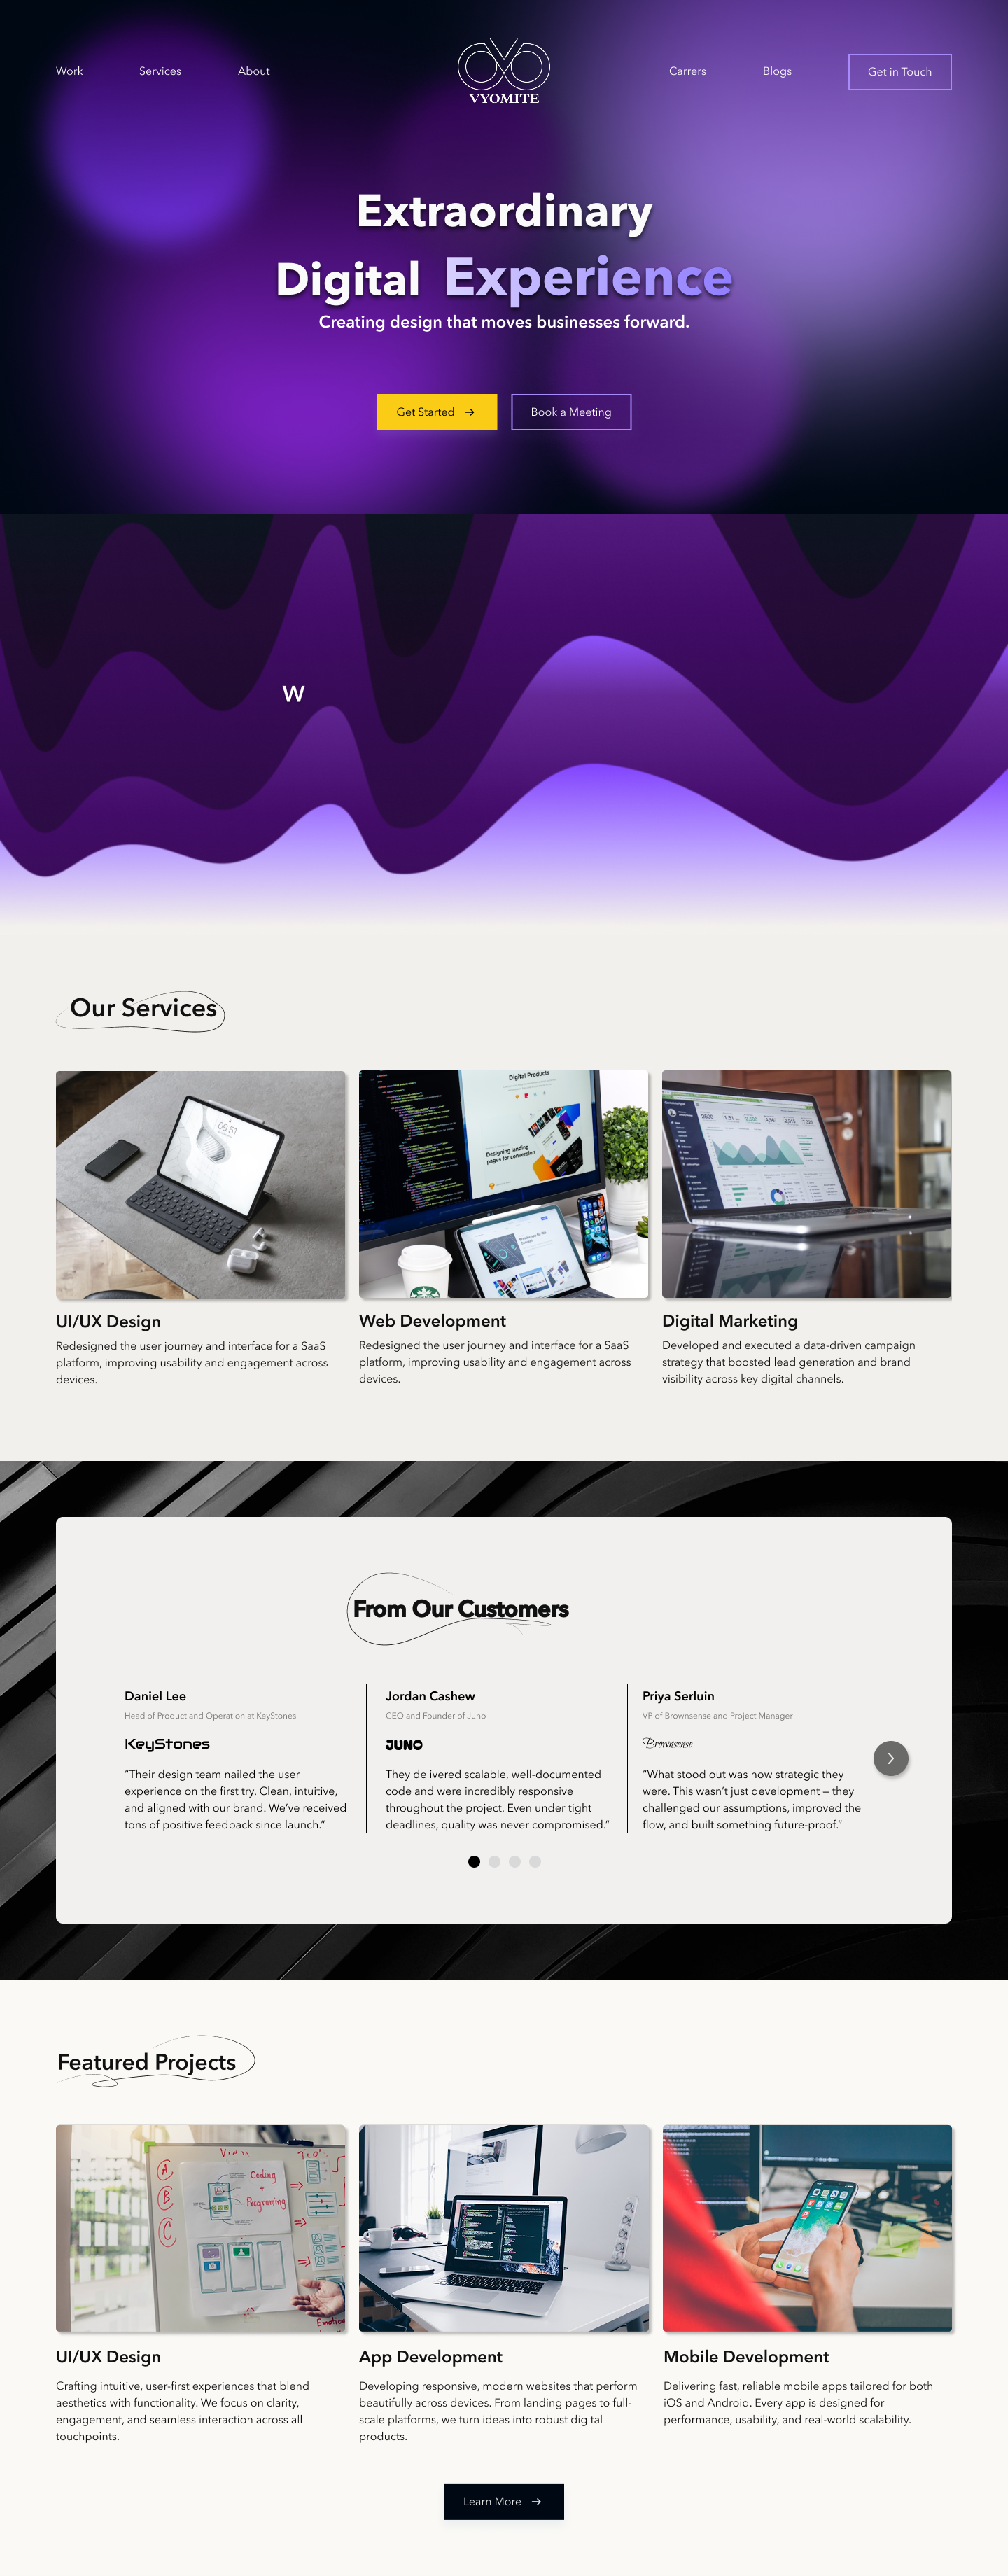 Work
Services
About
VYOMITE
Carrers
Blogs
Get in Touch
Extraordinary
Digital Experience
Creating design that moves businesses forward.
Get Started
Book a Meeting
W
Our Services
09:51
Digital Products
Designing landing
pages for conversion
UI/UX Design
Redesigned the user journey and interface for a SaaS
platform, improving usability and engagement across
devices.
Web Development
Redesigned the user journey and interface for a SaaS
platform, improving usability and engagement across
devices.
Digital Marketing
Developed and executed a data-driven campaign
strategy that boosted lead generation and brand
visibility across key digital channels.
From Our Customers
Daniel Lee
Head of Product and Operation at KeyStones
KeyStones
“Their design team nailed the user
experience on the first try. Clean, intuitive,
and aligned with our brand. We’ve received
tons of positive feedback since launch.”
Jordan Cashew
CEO and Founder of Juno
JUNO
They delivered scalable, well-documented
code and were incredibly responsive
throughout the project. Even under tight
deadlines, quality was never compromised.”
Priya Serluin
VP of Brownsense and Project Manager
Brownsense
“What stood out was how strategic they
were. This wasn’t just development — they
challenged our assumptions, improved the
flow, and built something future-proof.”
Featured Projects
A
B
C
Coding
+
Programing
UI/UX Design
Crafting intuitive, user-first experiences that blend
aesthetics with functionality. We focus on clarity,
engagement, and seamless interaction across all
touchpoints.
App Development
Developing responsive, modern websites that perform
beautifully across devices. From landing pages to full-
scale platforms, we turn ideas into robust digital
products.
Mobile Development
Delivering fast, reliable mobile apps tailored for both
iOS and Android. Every app is designed for
performance, usability, and real-world scalability.
Learn More